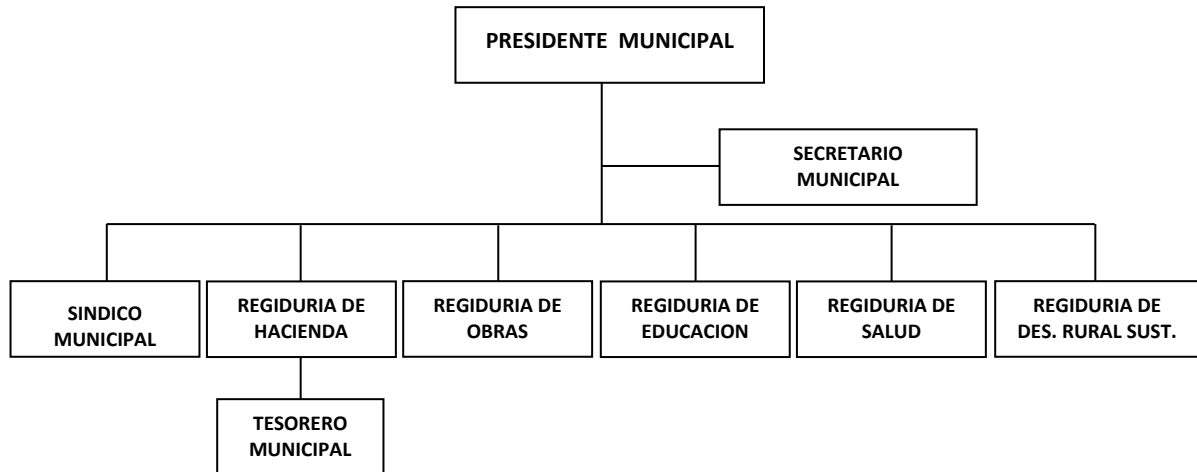 PRESIDENTE MUNICIPAL
SECRETARIO
MUNICIPAL
SINDICO
MUNICIPAL
REGIDURIA DE
HACIENDA
REGIDURIA DE
OBRAS
REGIDURIA DE
EDUCACION
REGIDURIA DE
SALUD
REGIDURIA DE
DES. RURAL SUST.
TESORERO
MUNICIPAL